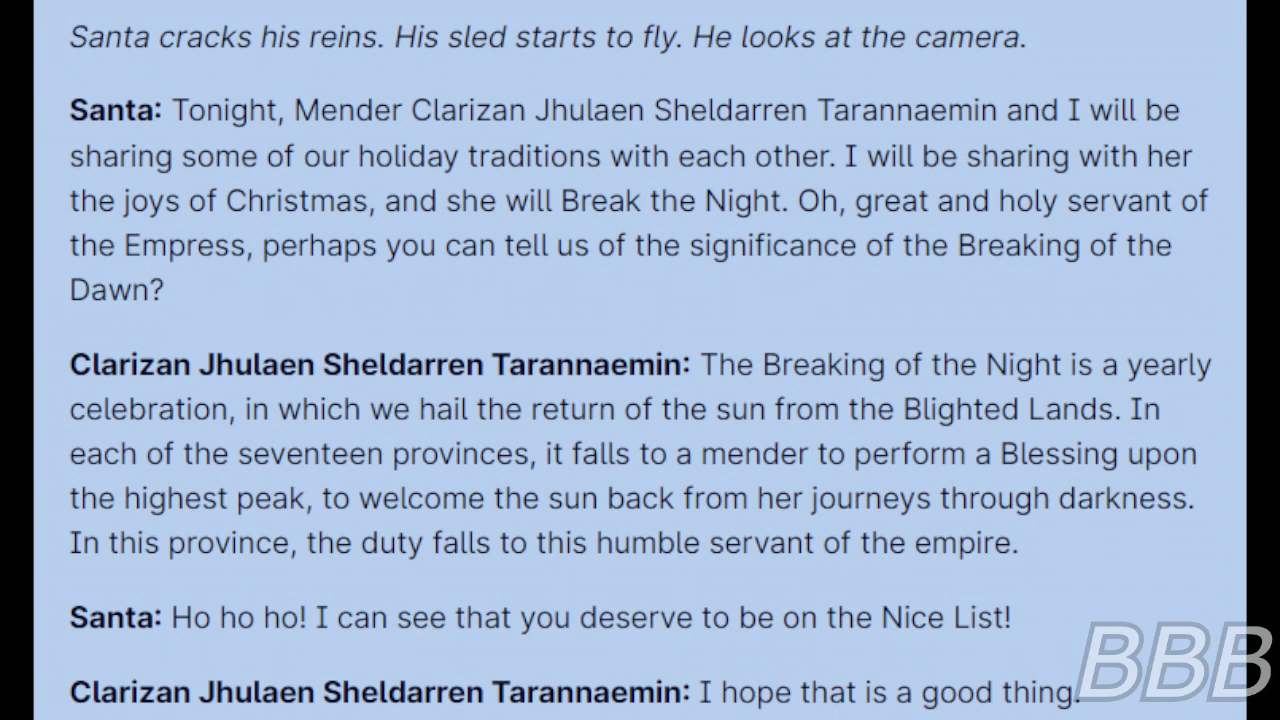 Santa cracks his reins. His sled starts to fly. He looks at the camera.
Santa: Tonight, Mender Clarizan Jhulaen Sheldarren Tarannaemin and I will be
sharing some of our holiday traditions with each other. I will be sharing with her
the joys of Christmas, and she will Break the Night. Oh, great and holy servant of
the Empress, perhaps you can tell us of the significance of the Breaking of the
Dawn?
Clarizan Jhulaen Sheldarren Tarannaemin: The Breaking of the Night is a yearly
celebration, in which we hail the return of the sun from the Blighted Lands. In
each of the seventeen provinces, it falls to a mender to perform a Blessing upon
the highest peak, to welcome the sun back from her journeys through darkness.
In this province, the duty falls to this humble servant of the empire.
Santa: Ho ho ho! I can see that you deserve to be on the Nice List!
Clarizan Jhulaen Sheldarren Tarannaemin: I hope that is a good thing.
BBB